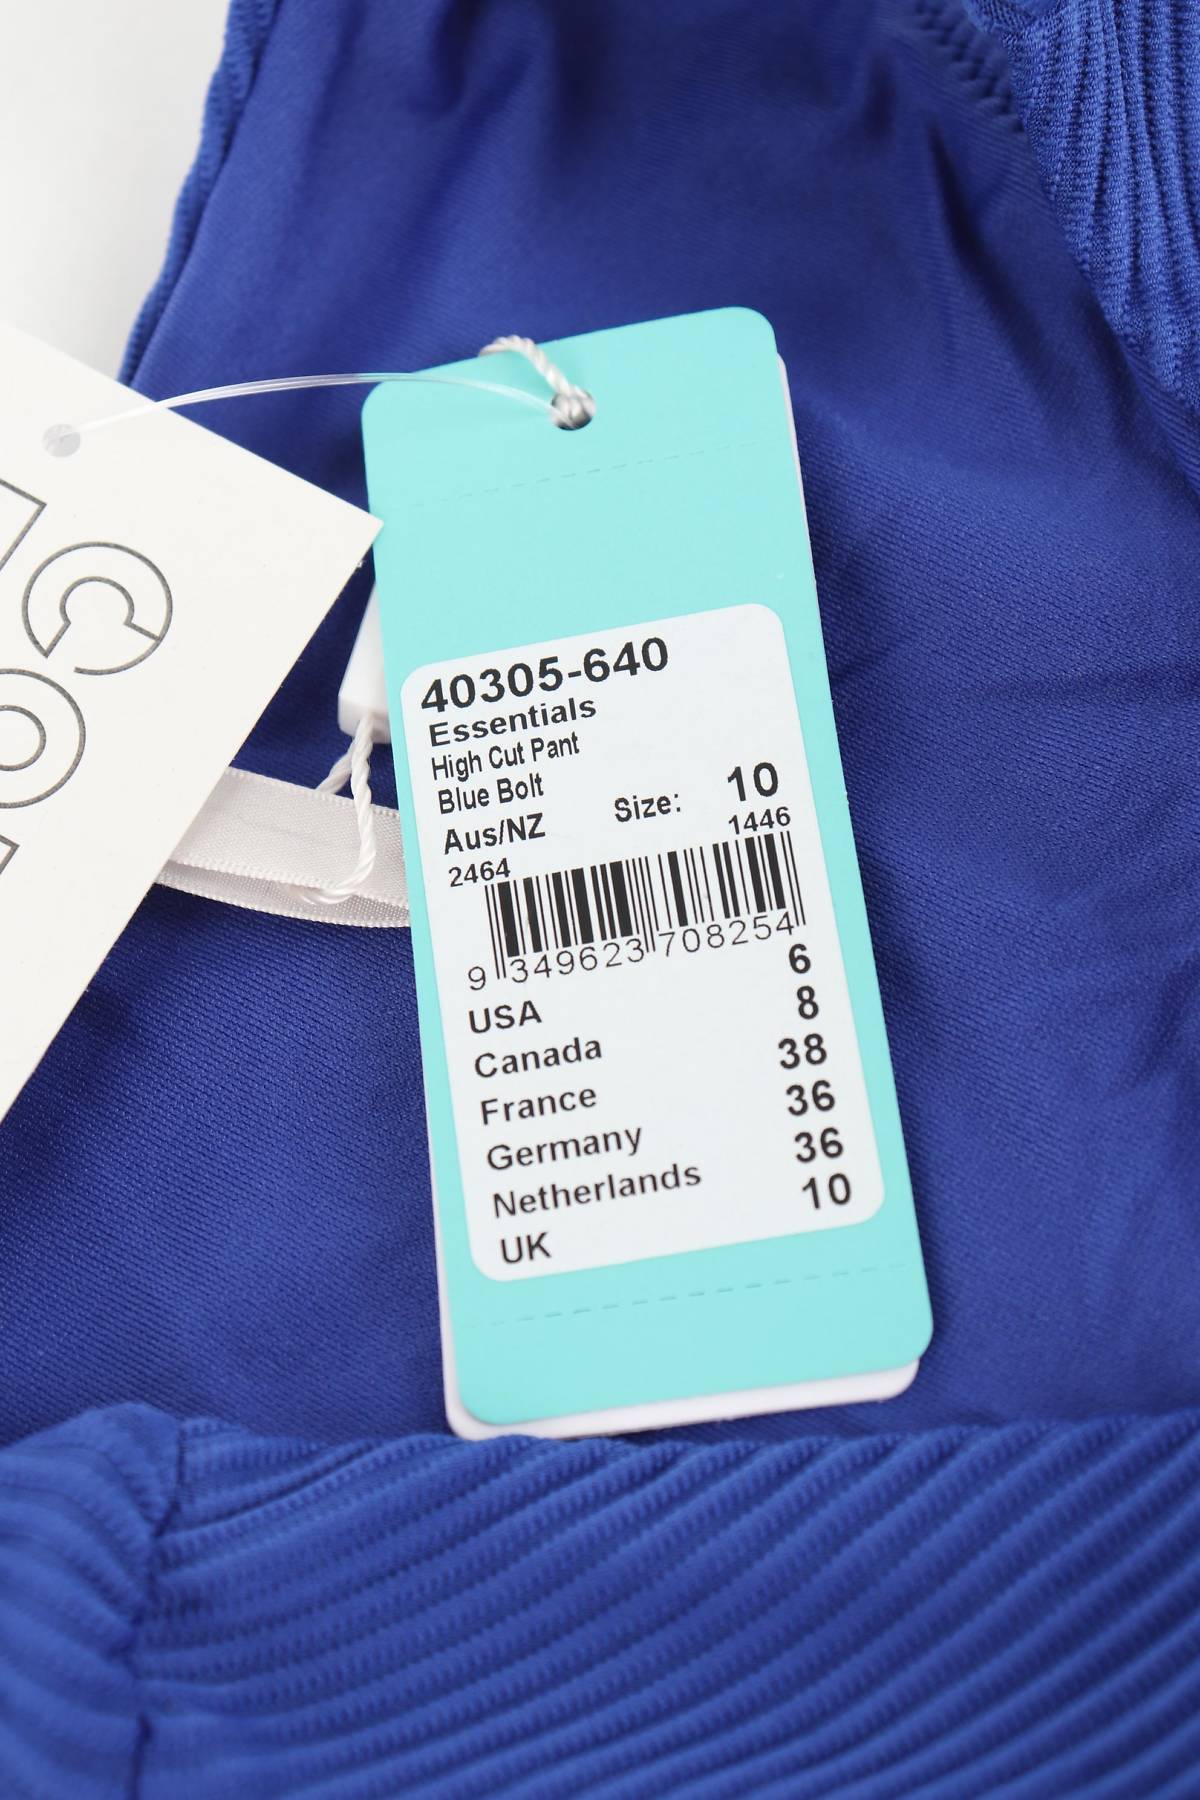 40305-640
Essentials
High Cut Pant
Blue Bolt
Aus/NZ Size: 10
2464 1446
9 349623 708254
USA 6
Canada 8
France 38
Germany 36
Netherlands 36
UK 10